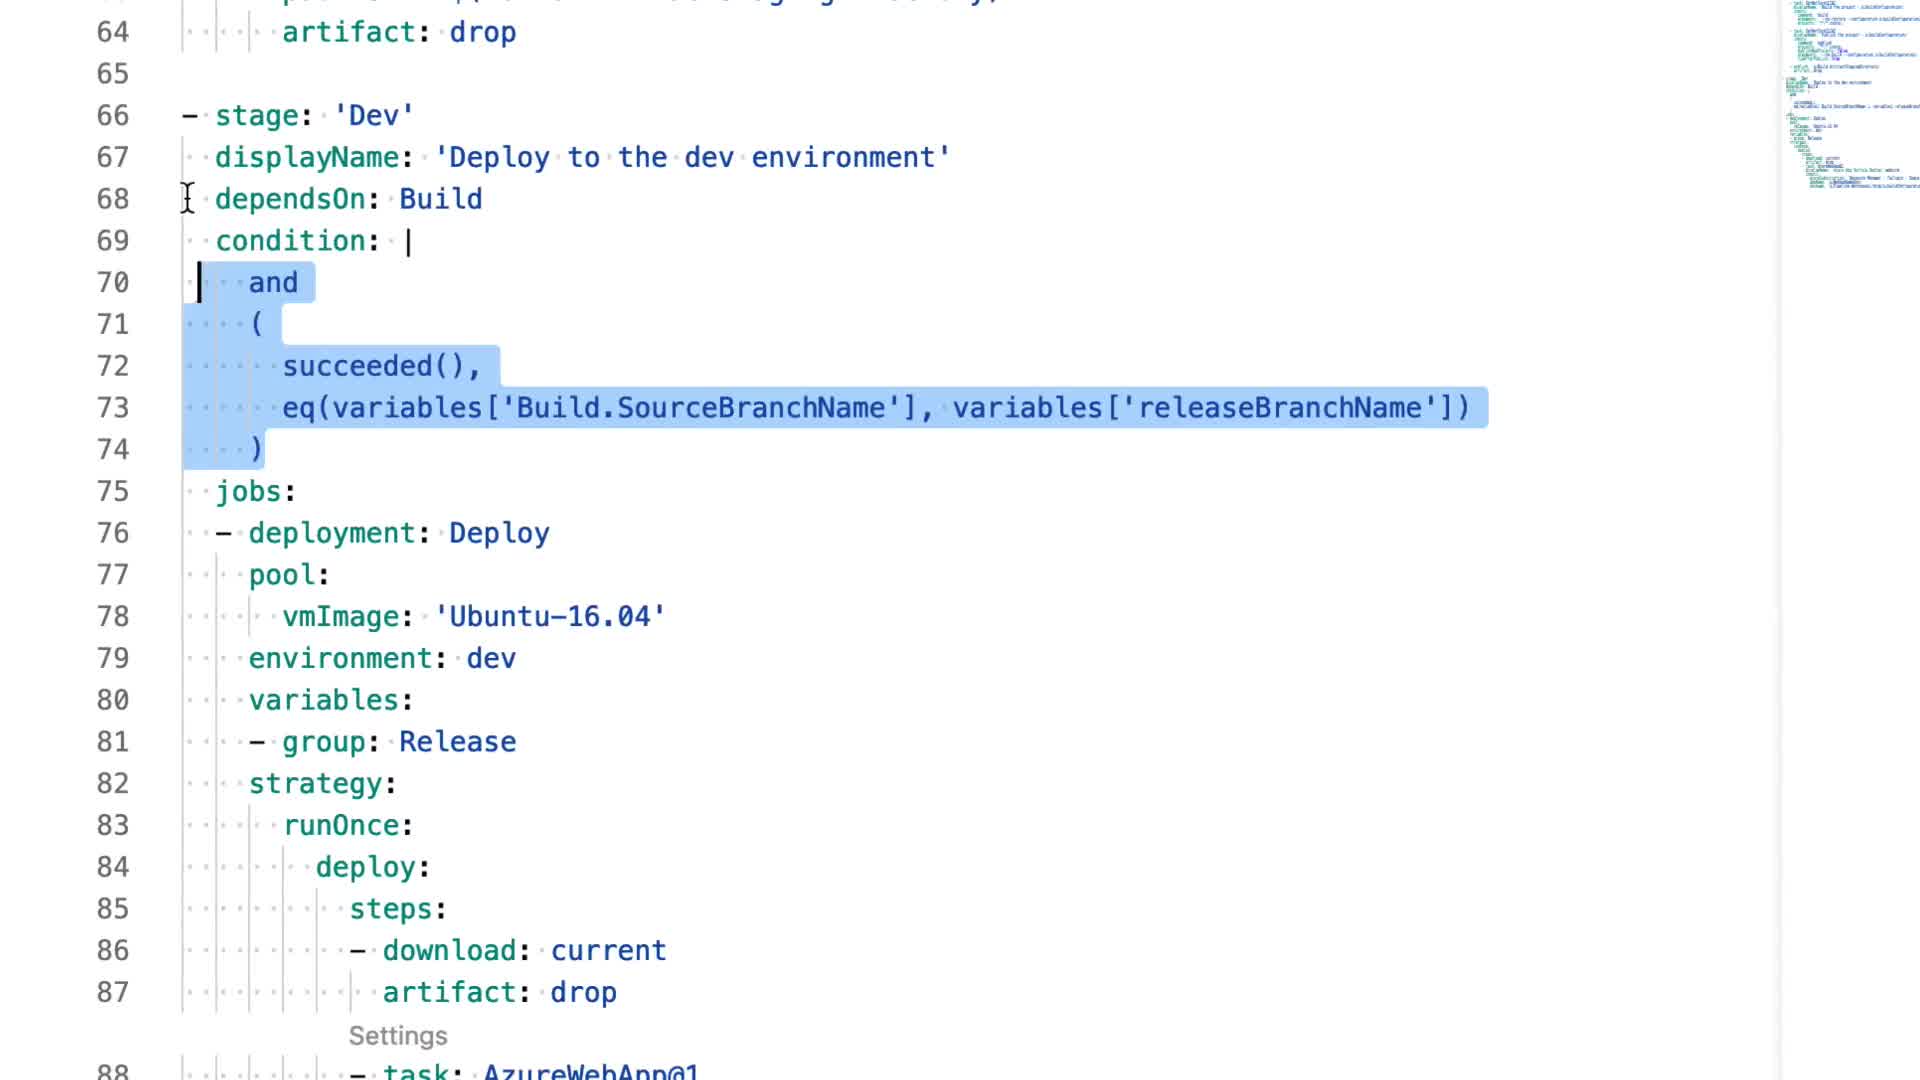 64 artifact: drop
65
66 - stage: 'Dev'
67 displayName: 'Deploy to the dev environment'
68 dependsOn: Build
69 condition: |
70 and
71 (
72 succeeded(),
73 eq(variables['Build.SourceBranchName'], variables['releaseBranchName'])
74 )
75 jobs:
76 - deployment: Deploy
77 pool:
78 vmImage: 'Ubuntu-16.04'
79 environment: dev
80 variables:
81 - group: Release
82 strategy:
83 runOnce:
84 deploy:
85 steps:
86 - download: current
87 artifact: drop
Settings
88 - task: AzureWebApp@1